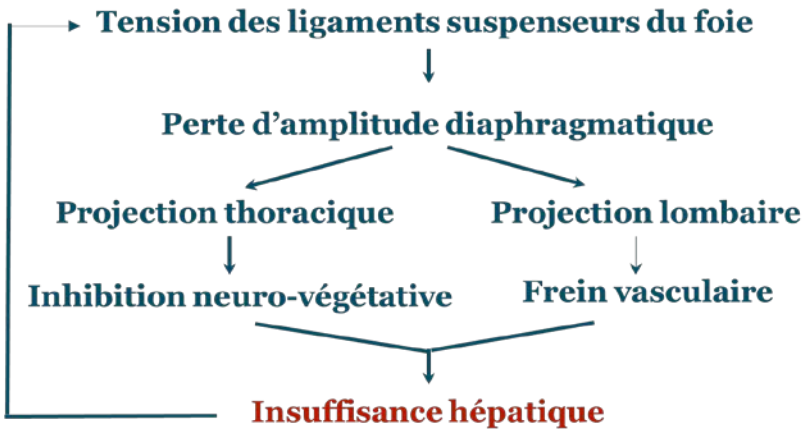 Tension des ligaments suspenseurs du foie
Perte d'amplitude diaphragmatique
Projection thoracique
Projection lombaire
Inhibition neuro-végétative
Frein vasculaire
Insuffisance hépatique